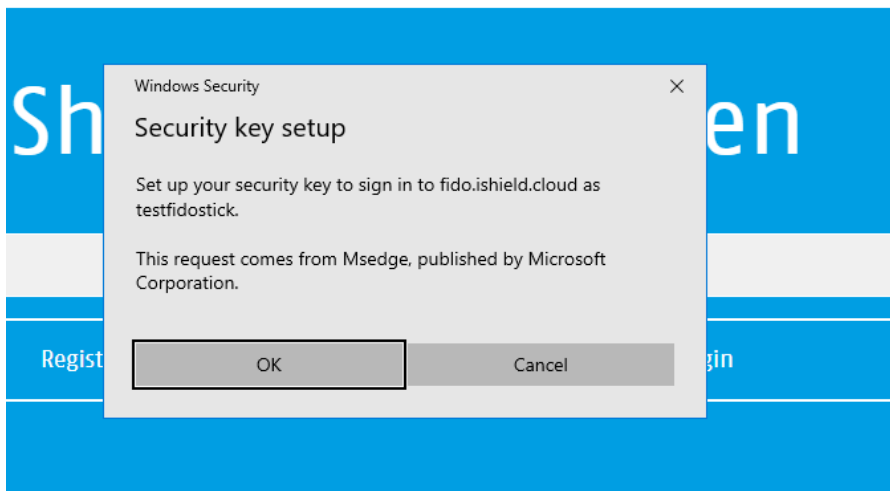 Windows Security
Sh en
Security key setup
Set up your security key to sign in to fido.ishield.cloud as
testfidostick.
This request comes from Msedge, published by Microsoft
Corporation.
Regist OK Cancel gin